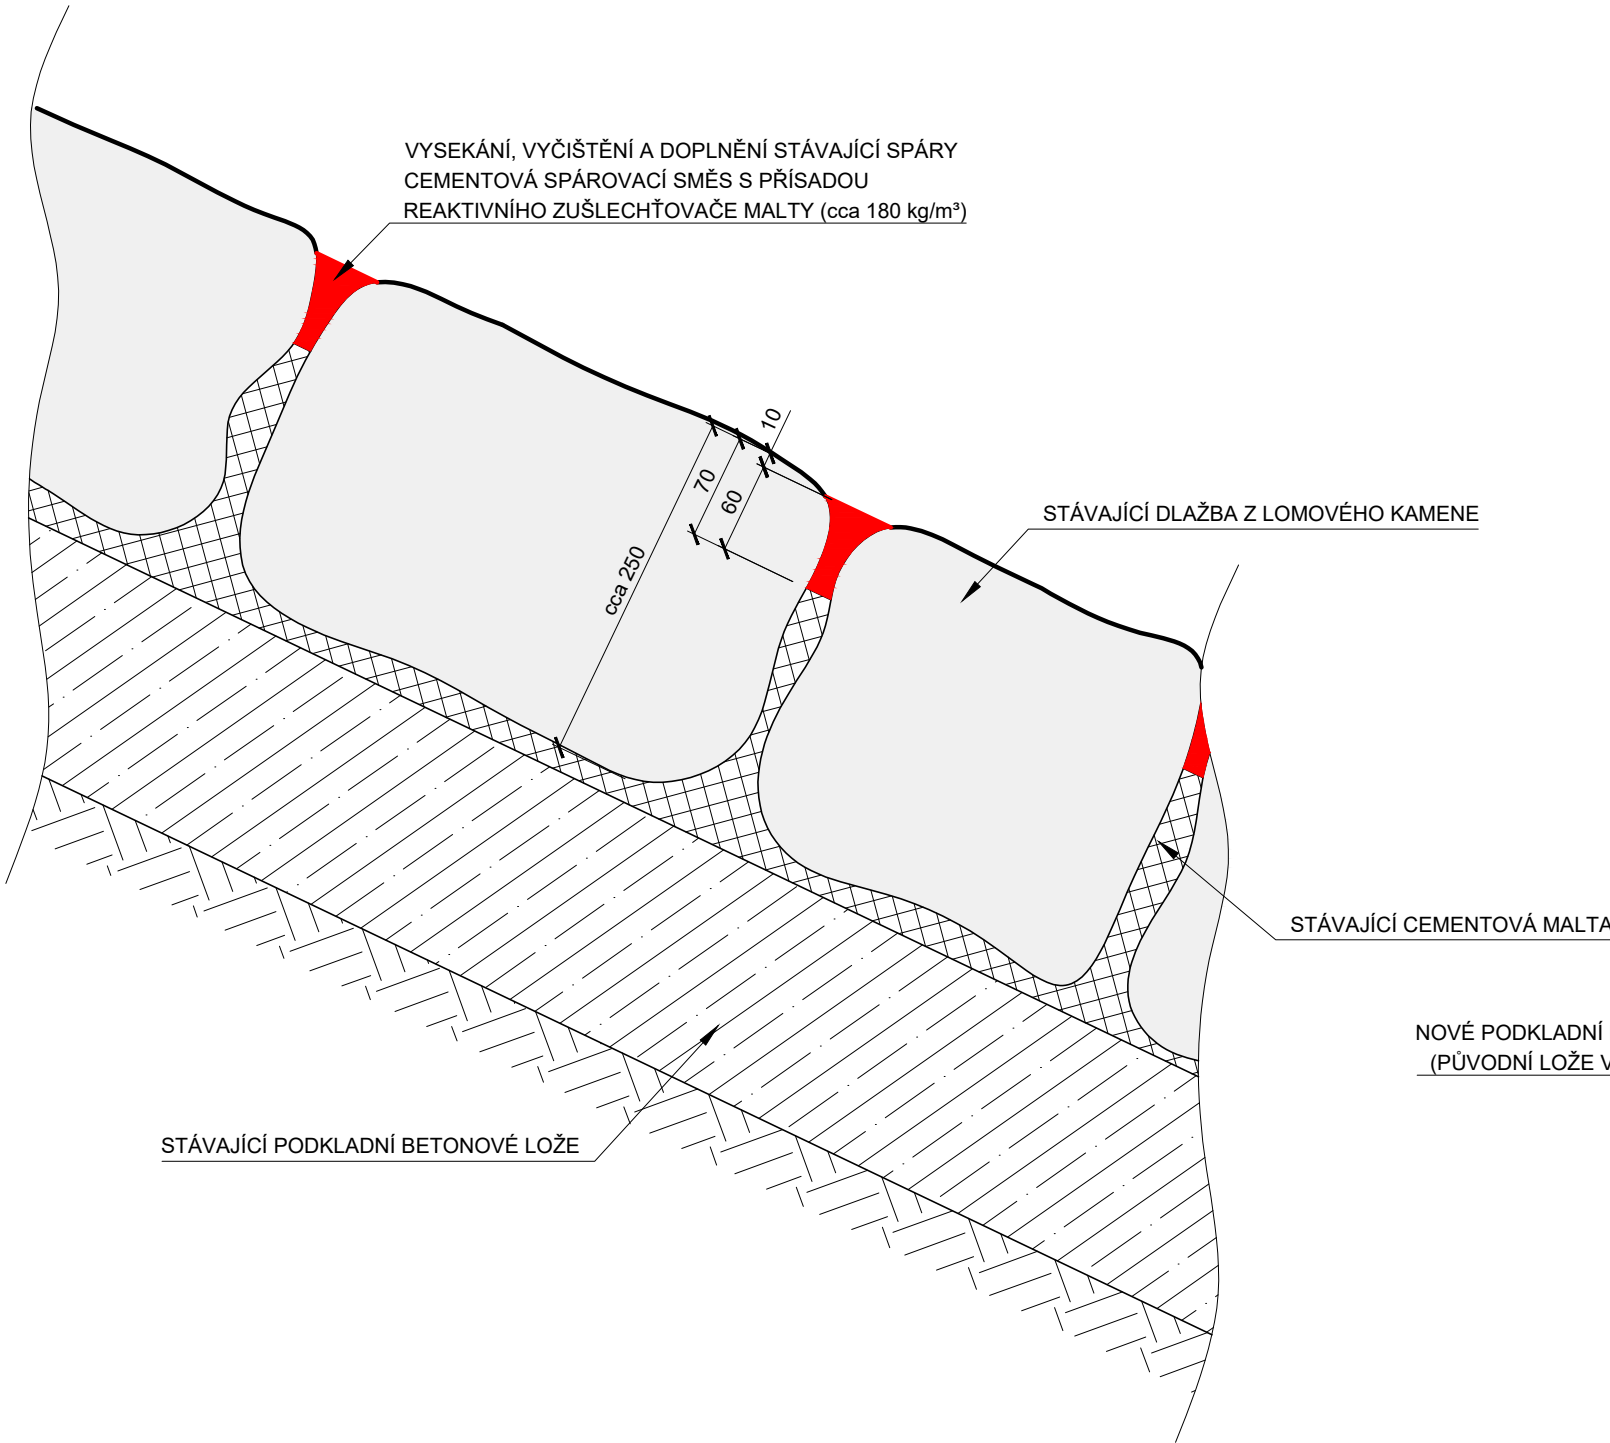 VYSEKÁNÍ, VYČIŠTĚNÍ A DOPLNĚNÍ STÁVAJÍCÍ SPÁRY
CEMENTOVÁ SPÁROVACÍ SMĚS S PŘÍSADOU
REAKTIVNÍHO ZUŠLECHŤOVAČE MALTY (cca 180 kg/m³)
10
70
60
cca 250
STÁVAJÍCÍ DLAŽBA Z LOMOVÉHO KAMENE
STÁVAJÍCÍ CEMENTOVÁ MALTA
NOVÉ PODKLADNÍ
(PŮVODNÍ LOŽE V
STÁVAJÍCÍ PODKLADNÍ BETONOVÉ LOŽE